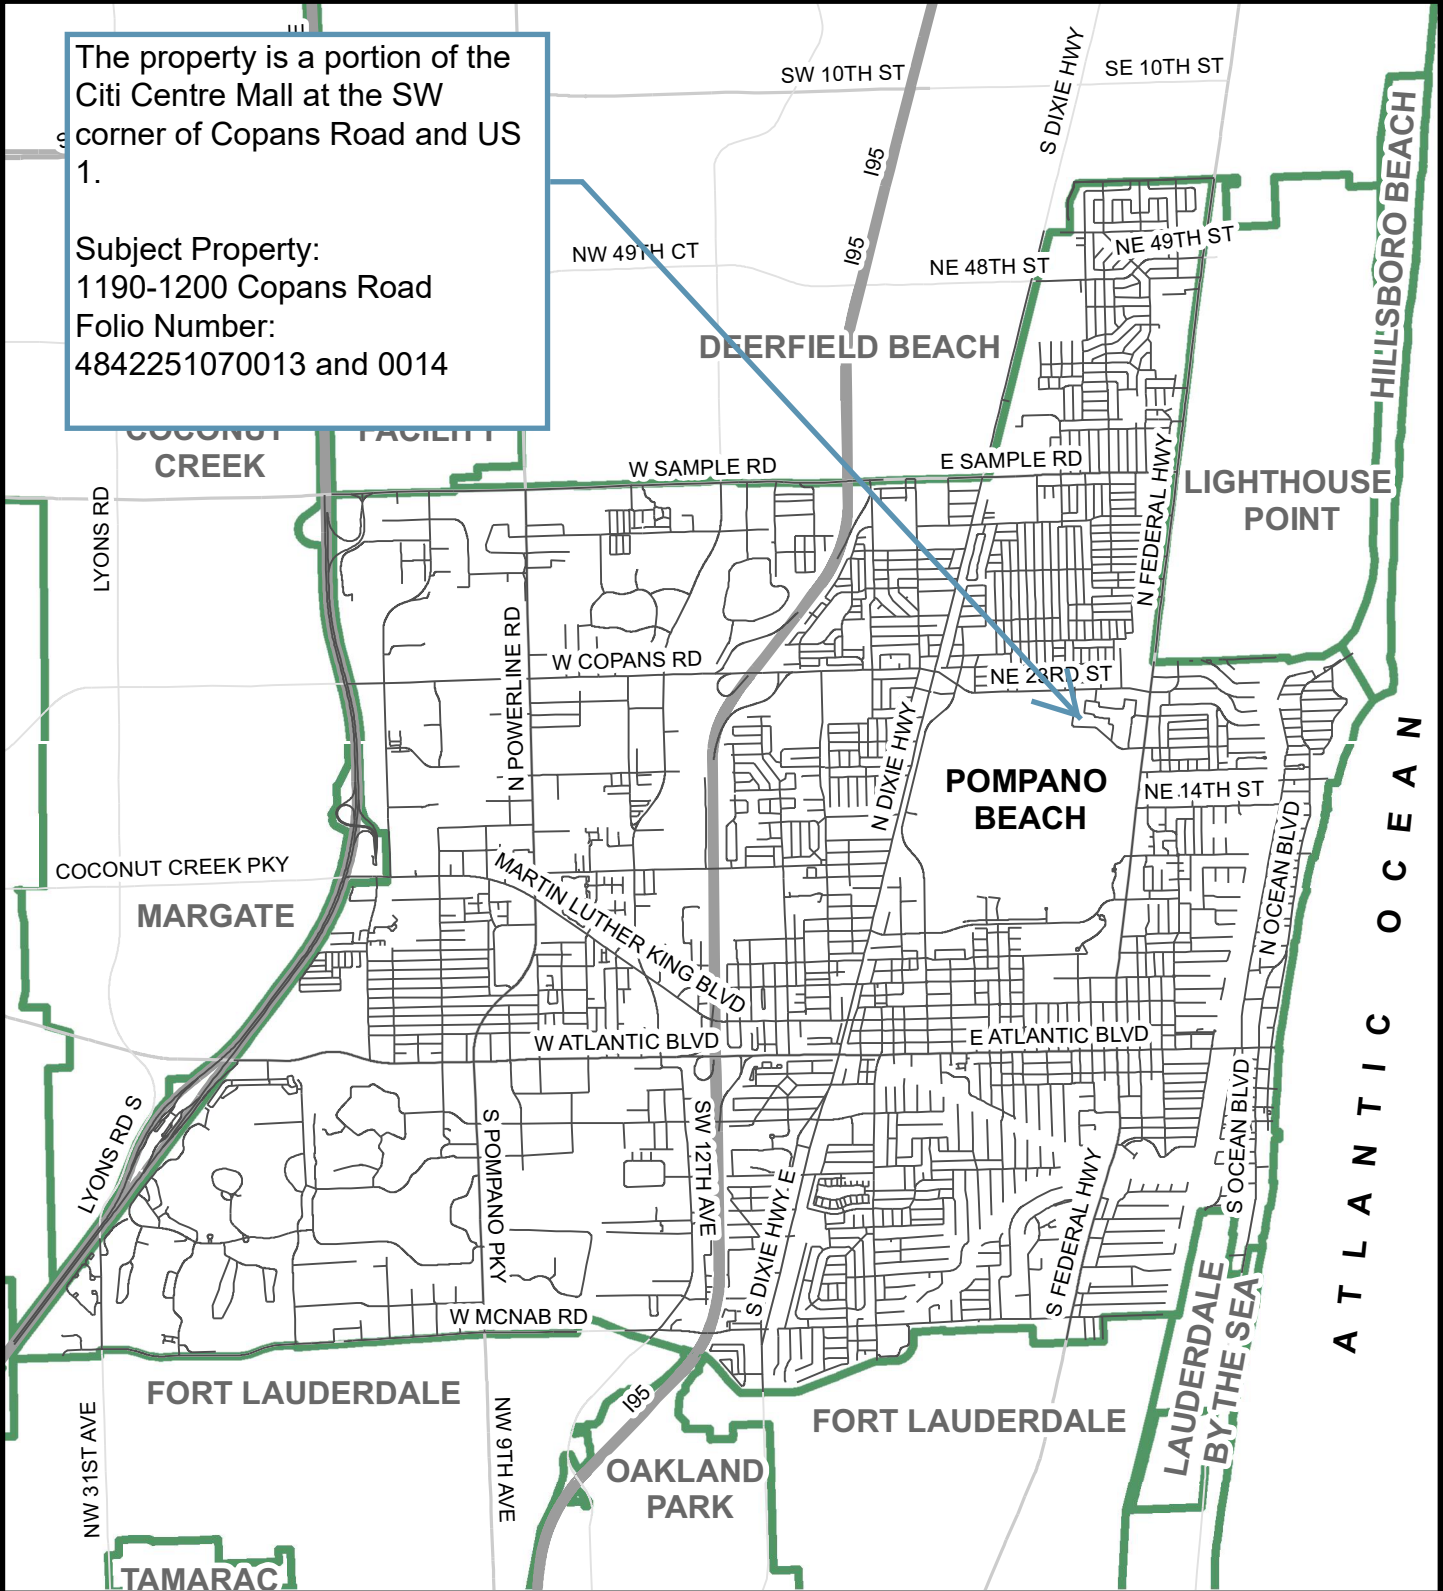 The property is a portion of the
Citi Centre Mall at the SW
corner of Copans Road and US
1.
Subject Property:
1190-1200 Copans Road
Folio Number:
4842251070013 and 0014
SW 10TH ST
SE 10TH ST
S DIXIE HWY
HILLSBORO BEACH
I95
I95
NW 49TH CT
NE 48TH ST
NE 49TH ST
DEERFIELD BEACH
COCONUT
CREEK
FACILITY
W SAMPLE RD
E SAMPLE RD
LYONS RD
N FEDERAL HWY
LIGHTHOUSE
POINT
N POWERLINE RD
W COPANS RD
NE 23RD ST
N DIXIE HWY
POMPANO
BEACH
NE 14TH ST
COCONUT CREEK PKY
MARTIN LUTHER KING BLVD
MARGATE
N OCEAN BLVD
ATLANTIC OCEAN
W ATLANTIC BLVD
E ATLANTIC BLVD
LYONS RD S
S POMPANO PKY
SW 12TH AVE
S DIXIE HWY E
S FEDERAL HWY
S OCEAN BLVD
W MCNAB RD
LAUDERDALE
BY THE SEA
FORT LAUDERDALE
FORT LAUDERDALE
I95
NW 31ST AVE
NW 9TH AVE
OAKLAND
PARK
TAMARAC